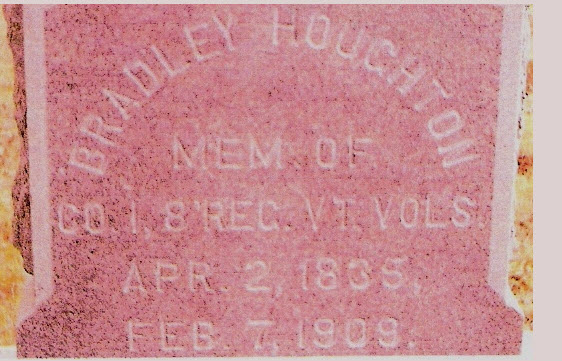 BRADLEY HOUGHTON
MEM. OF
CO. I, 8' REG. VT. VOLS.
APR. 2, 1835,
FEB. 7, 1909.